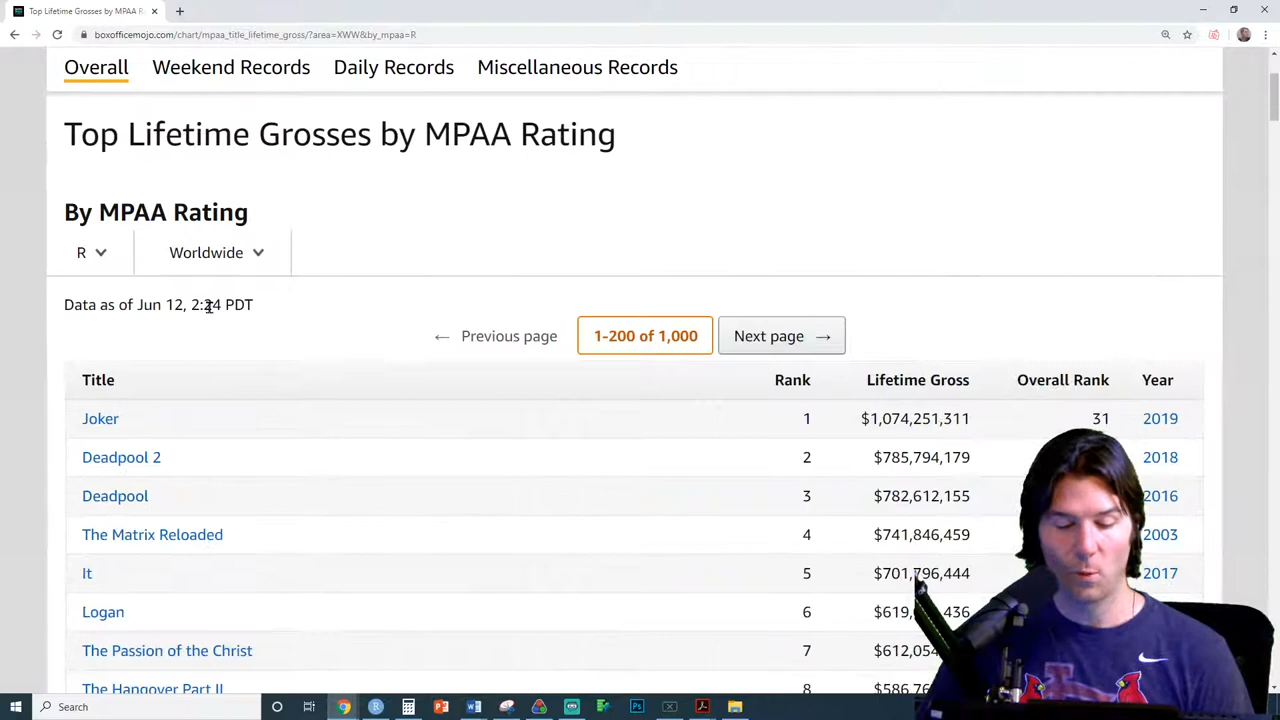 Top Lifetime Grosses by MPAA R
boxofficemojo.com/chart/mpaa_title_lifetime_gross/?area=XWW&by_mpaa=R
Overall Weekend Records Daily Records Miscellaneous Records
Top Lifetime Grosses by MPAA Rating
By MPAA Rating
R Worldwide
Data as of Jun 12, 2:24 PDT
← Previous page 1-200 of 1,000 Next page →
Title Rank Lifetime Gross Overall Rank Year
Joker 1 $1,074,251,311 31 2019
Deadpool 2 2 $785,794,179 2018
Deadpool 3 $782,612,155 2016
The Matrix Reloaded 4 $741,846,459 2003
It 5 $701,796,444 2017
Logan 6
The Passion of the Christ 7
The Hangover Part II 8
Search